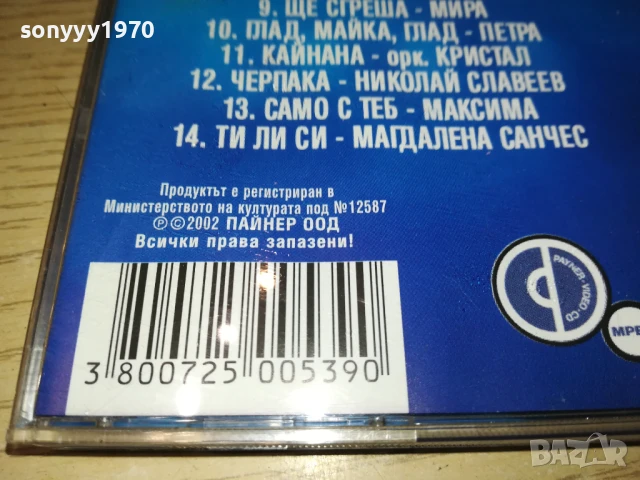 sonyyy1970
9. ЩЕ СГРЕША - МИРА
10. ГЛАД, МАЙКА, ГЛАД - ПЕТРА
11. КАЙНАНА - орк. КРИСТАЛ
12. ЧЕРПАКА - НИКОЛАЙ СЛАВЕЕВ
13. САМО С ТЕБ - МАКСИМА
14. ТИ ЛИ СИ - МАГДАЛЕНА САНЧЕС
Продуктът е регистриран в
Министерството на културата под №12587
℗©2002 ПАЙНЕР ООД
Всички права запазени!
PAYNER-VIDEO-CD
3 800725 005390
BAZAR